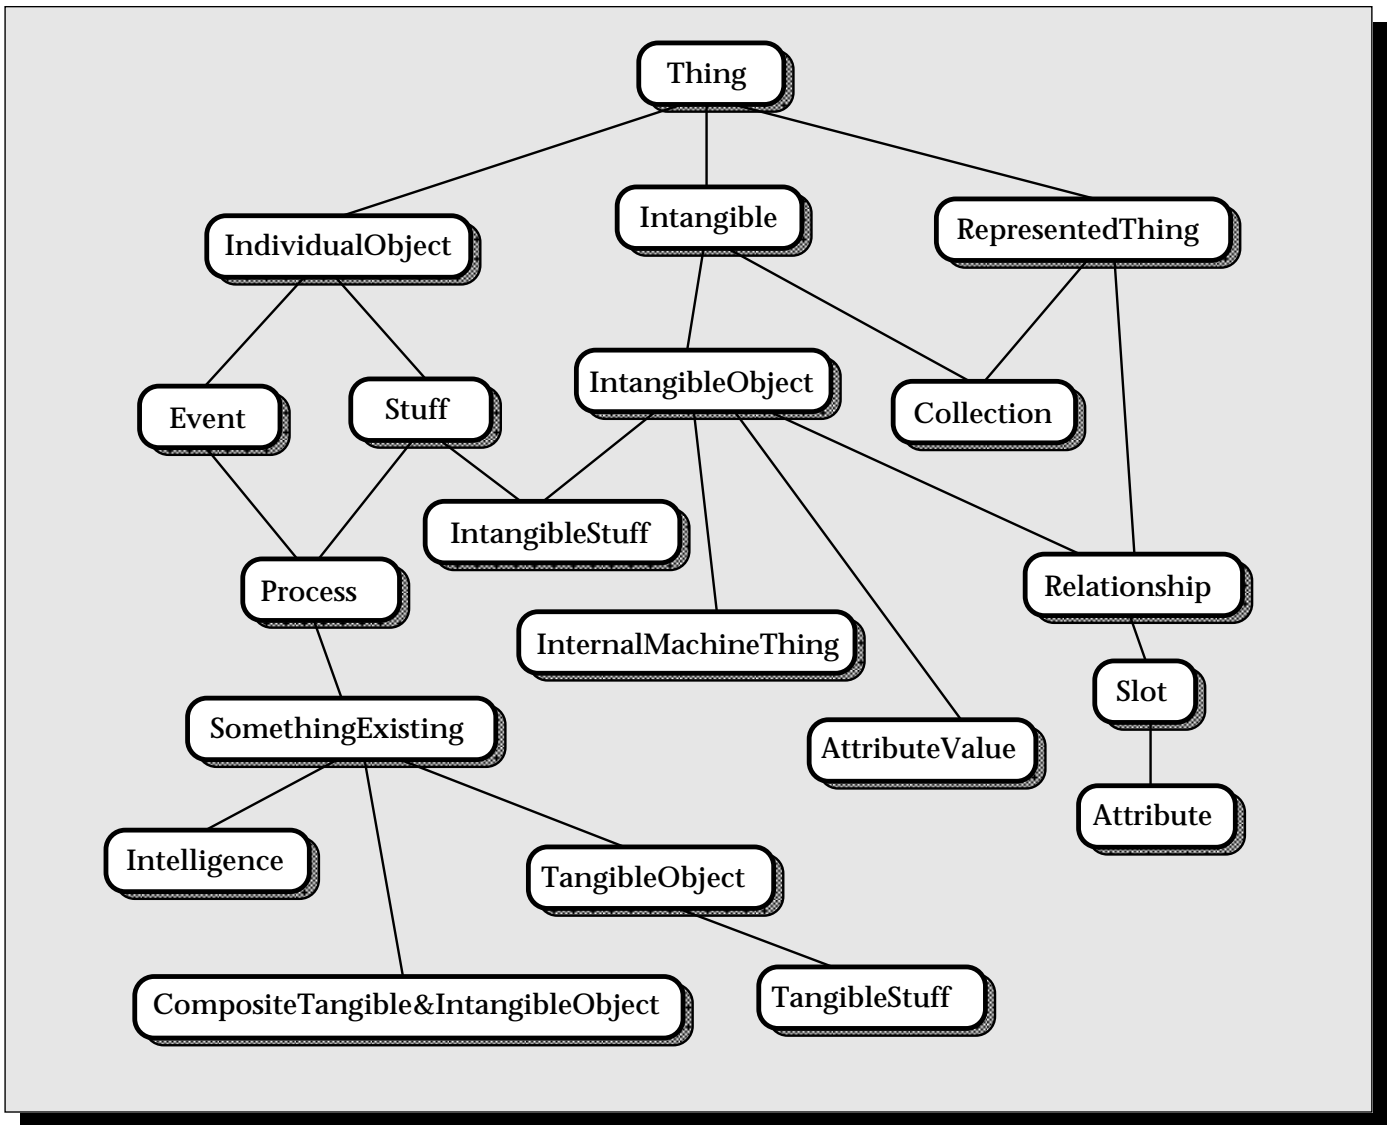 Thing
Intangible
RepresentedThing
IndividualObject
IntangibleObject
Stuff
Collection
Event
IntangibleStuff
Relationship
Process
InternalMachineThing
Slot
SomethingExisting
AttributeValue
Attribute
Intelligence
TangibleObject
TangibleStuff
CompositeTangible&IntangibleObject